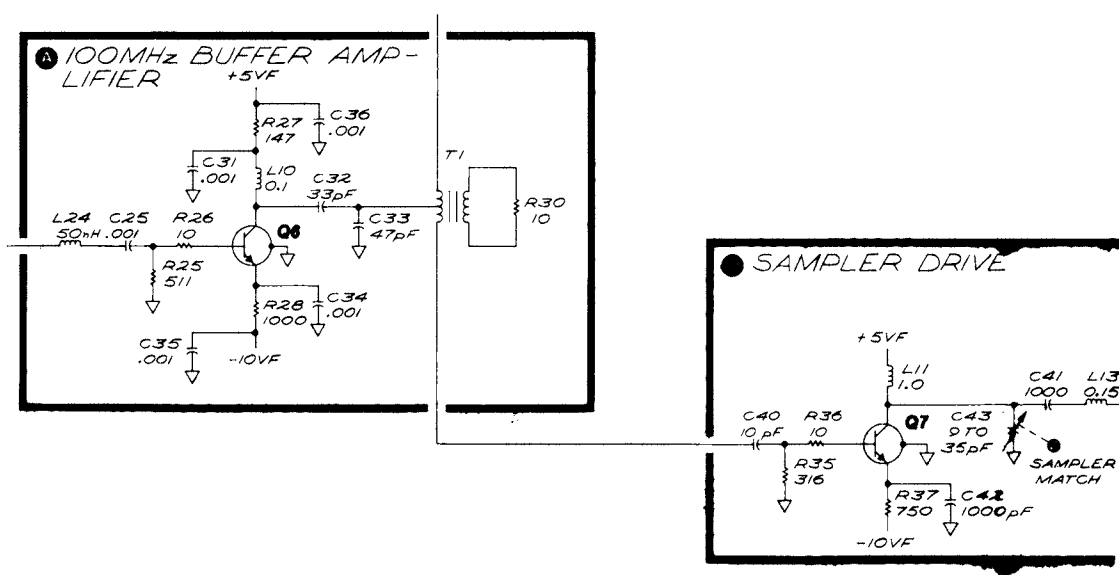 A 100MHz BUFFER AMP-
LIFIER
+5VF
R27
147
C36
.001
C31
.001
L10
0.1
C32
33pF
T1
R30
10
C33
47pF
L24
50nH
C25
.001
R26
10
Q6
R25
511
R28
1000
C34
.001
C35
.001
-10VF
SAMPLER DRIVE
+5VF
L11
1.0
C41
1000
L13
0.15
C40
10pF
R36
10
Q7
C43
9 TO
35pF
R35
316
SAMPLER
MATCH
R37
750
C42
1000pF
-10VF